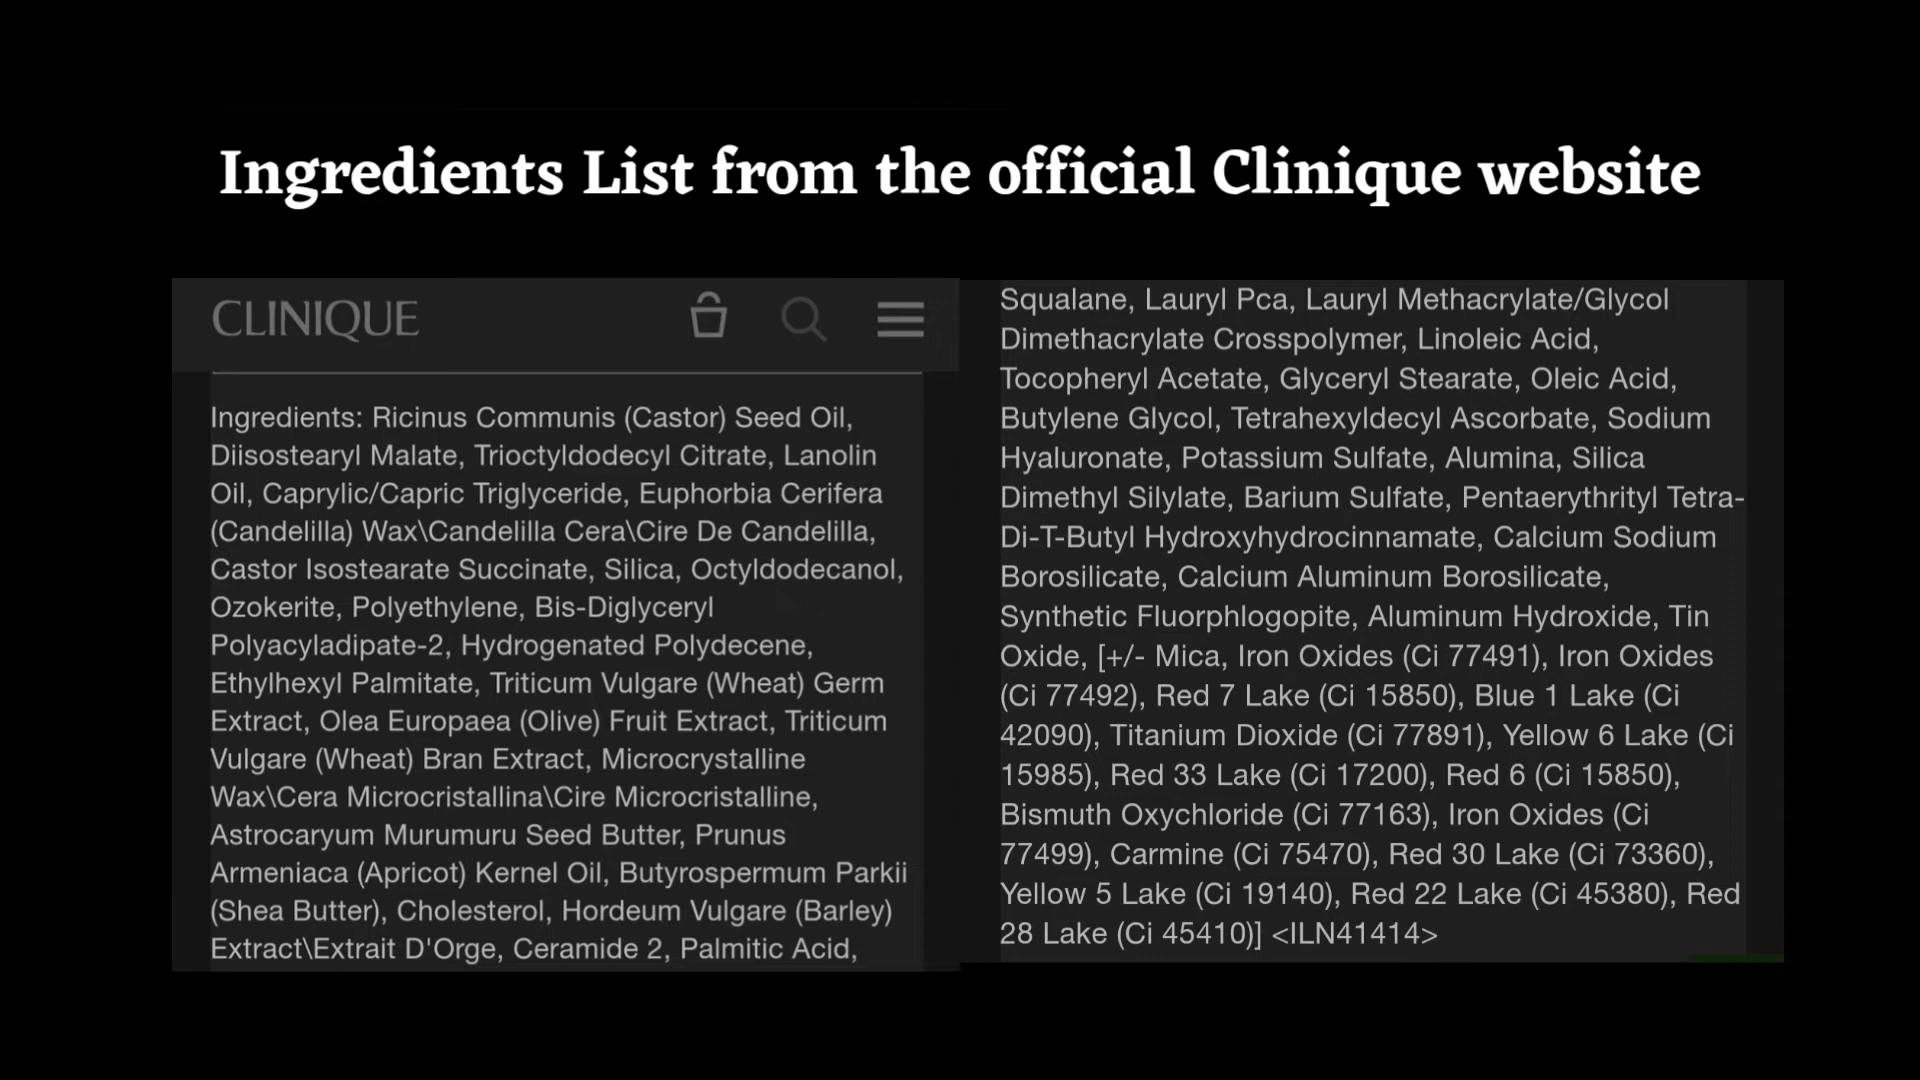 Ingredients List from the official Clinique website
CLINIQUE
Ingredients: Ricinus Communis (Castor) Seed Oil,
Diisostearyl Malate, Trioctyldodecyl Citrate, Lanolin
Oil, Caprylic/Capric Triglyceride, Euphorbia Cerifera
(Candelilla) Wax\Candelilla Cera\Cire De Candelilla,
Castor Isostearate Succinate, Silica, Octyldodecanol,
Ozokerite, Polyethylene, Bis-Diglyceryl
Polyacyladipate-2, Hydrogenated Polydecene,
Ethylhexyl Palmitate, Triticum Vulgare (Wheat) Germ
Extract, Olea Europaea (Olive) Fruit Extract, Triticum
Vulgare (Wheat) Bran Extract, Microcrystalline
Wax\Cera Microcristallina\Cire Microcristalline,
Astrocaryum Murumuru Seed Butter, Prunus
Armeniaca (Apricot) Kernel Oil, Butyrospermum Parkii
(Shea Butter), Cholesterol, Hordeum Vulgare (Barley)
Extract\Extrait D'Orge, Ceramide 2, Palmitic Acid,
Squalane, Lauryl Pca, Lauryl Methacrylate/Glycol
Dimethacrylate Crosspolymer, Linoleic Acid,
Tocopheryl Acetate, Glyceryl Stearate, Oleic Acid,
Butylene Glycol, Tetrahexyldecyl Ascorbate, Sodium
Hyaluronate, Potassium Sulfate, Alumina, Silica
Dimethyl Silylate, Barium Sulfate, Pentaerythrityl Tetra-
Di-T-Butyl Hydroxyhydrocinnamate, Calcium Sodium
Borosilicate, Calcium Aluminum Borosilicate,
Synthetic Fluorphlogopite, Aluminum Hydroxide, Tin
Oxide, [+/- Mica, Iron Oxides (Ci 77491), Iron Oxides
(Ci 77492), Red 7 Lake (Ci 15850), Blue 1 Lake (Ci
42090), Titanium Dioxide (Ci 77891), Yellow 6 Lake (Ci
15985), Red 33 Lake (Ci 17200), Red 6 (Ci 15850),
Bismuth Oxychloride (Ci 77163), Iron Oxides (Ci
77499), Carmine (Ci 75470), Red 30 Lake (Ci 73360),
Yellow 5 Lake (Ci 19140), Red 22 Lake (Ci 45380), Red
28 Lake (Ci 45410)] <ILN41414>